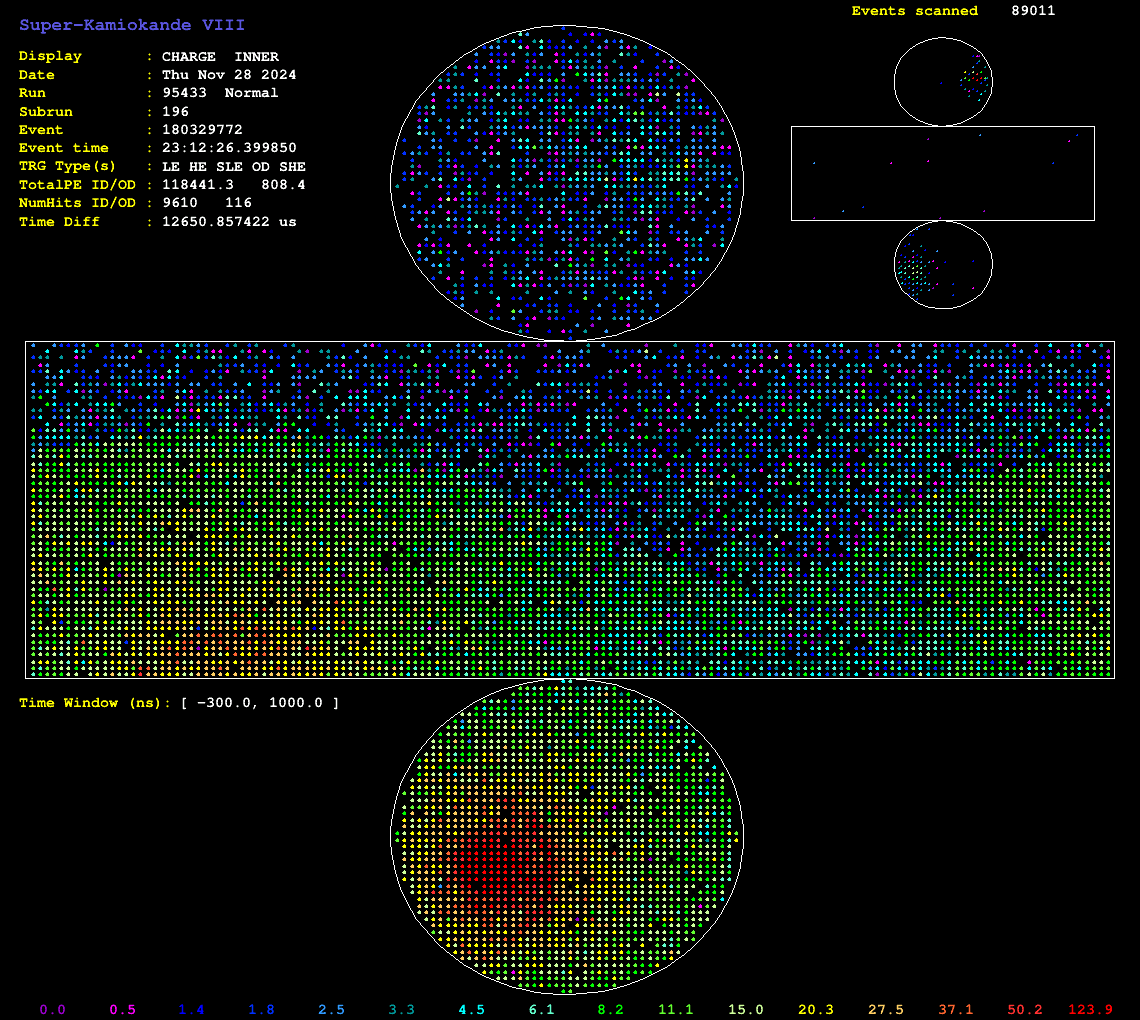 Super-Kamiokande VIII
Events scanned 89011
Display : CHARGE INNER
Date : Thu Nov 28 2024
Run : 95433 Normal
Subrun : 196
Event : 180329772
Event time : 23:12:26.399850
TRG Type(s) : LE HE SLE OD SHE
TotalPE ID/OD : 118441.3 808.4
NumHits ID/OD : 9610 116
Time Diff : 12650.857422 us
Time Window (ns): [ -300.0, 1000.0 ]
0.0 0.5 1.4 1.8 2.5 3.3 4.5 6.1 8.2 11.1 15.0 20.3 27.5 37.1 50.2 123.9